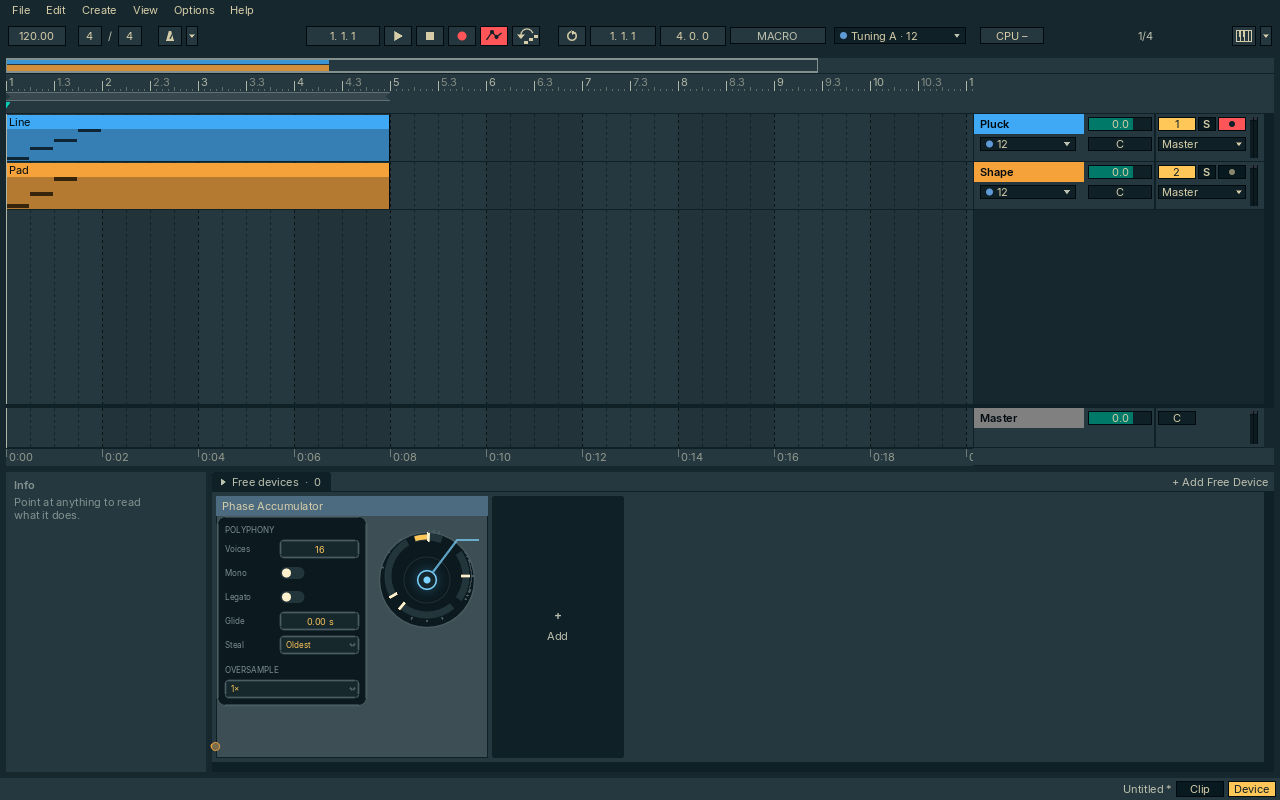 File Edit Create View Options Help
120.00 4 / 4 1. 1. 1 1. 1. 1 4. 0. 0 MACRO Tuning A · 12 CPU – 1/4
1 1.3 2 2.3 3 3.3 4 4.3 5 5.3 6 6.3 7 7.3 8 8.3 9 9.3 10 10.3 1
Line
Pluck 0.0 1 S
12 C Master
Pad
Shape 0.0 2 S
12 C Master
Master 0.0 C
0:00 0:02 0:04 0:06 0:08 0:10 0:12 0:14 0:16 0:18
Info
Point at anything to read
what it does.
Free devices · 0
+ Add Free Device
Phase Accumulator
POLYPHONY
Voices 16
Mono
Legato
Glide 0.00 s
Steal Oldest
OVERSAMPLE
1×
+
Add
Untitled * Clip Device